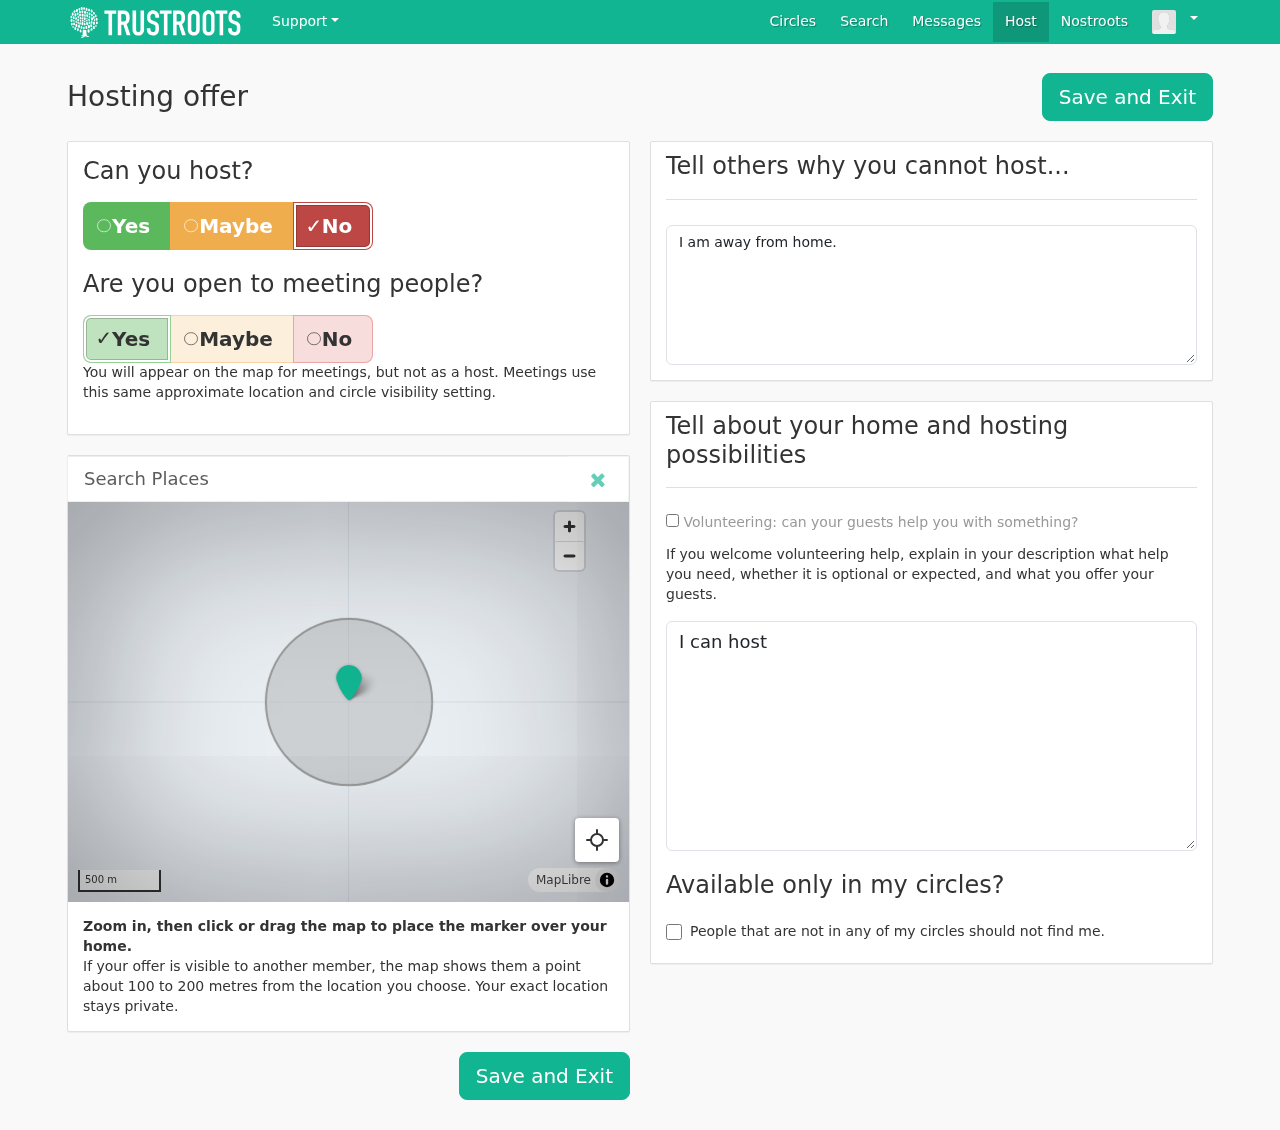 TRUSTROOTS
Support
Circles
Search
Messages
Host
Nostroots
Hosting offer
Save and Exit
Can you host?
Yes
Maybe
✓No
Are you open to meeting people?
✓Yes
Maybe
No
You will appear on the map for meetings, but not as a host. Meetings use
this same approximate location and circle visibility setting.
Search Places
500 m
MapLibre
Zoom in, then click or drag the map to place the marker over your
home.
If your offer is visible to another member, the map shows them a point
about 100 to 200 metres from the location you choose. Your exact location
stays private.
Save and Exit
Tell others why you cannot host...
I am away from home.
Tell about your home and hosting
possibilities
Volunteering: can your guests help you with something?
If you welcome volunteering help, explain in your description what help
you need, whether it is optional or expected, and what you offer your
guests.
I can host
Available only in my circles?
People that are not in any of my circles should not find me.